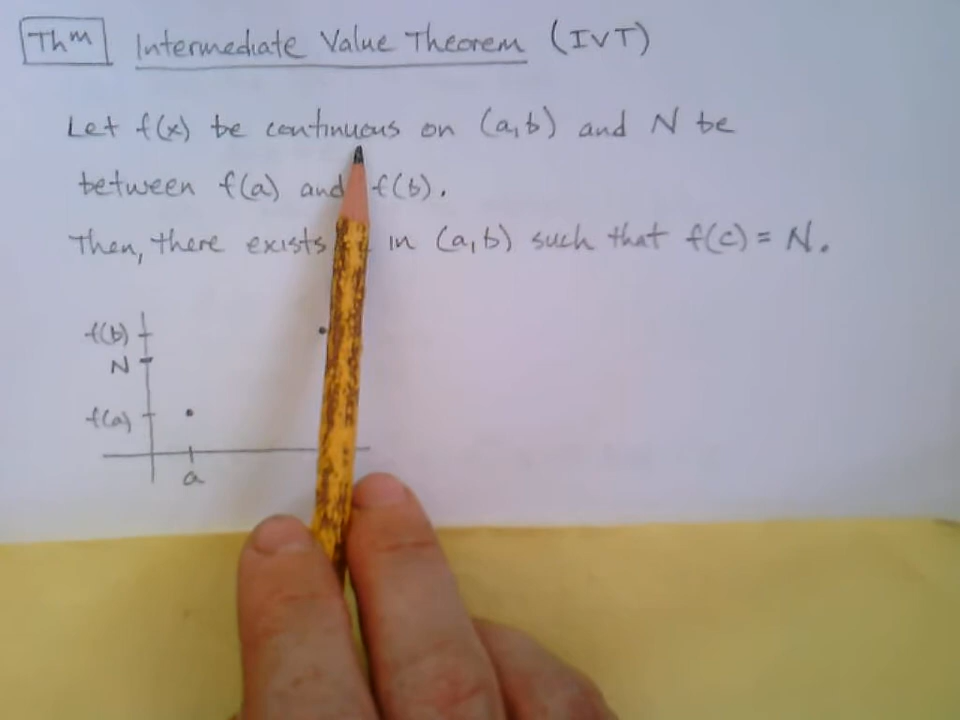 Thm Intermediate Value Theorem (IVT)
Let f(x) be continuous on (a,b) and N be
between f(a) and f(b).
Then, there exists in (a,b) such that f(c) = N.
f(b)
N
f(a)
a